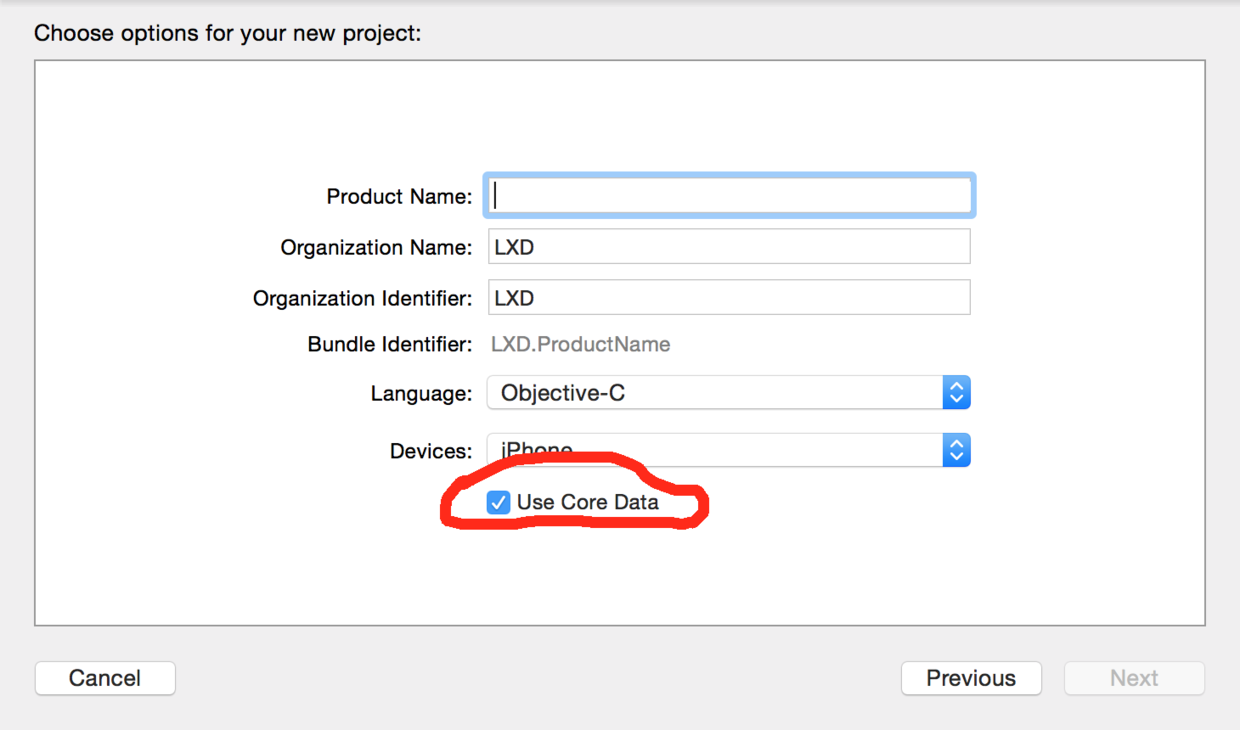 Choose options for your new project:
Product Name:
Organization Name: LXD
Organization Identifier: LXD
Bundle Identifier: LXD.ProductName
Language: Objective-C
Devices: iPhone
Use Core Data
Cancel Previous Next